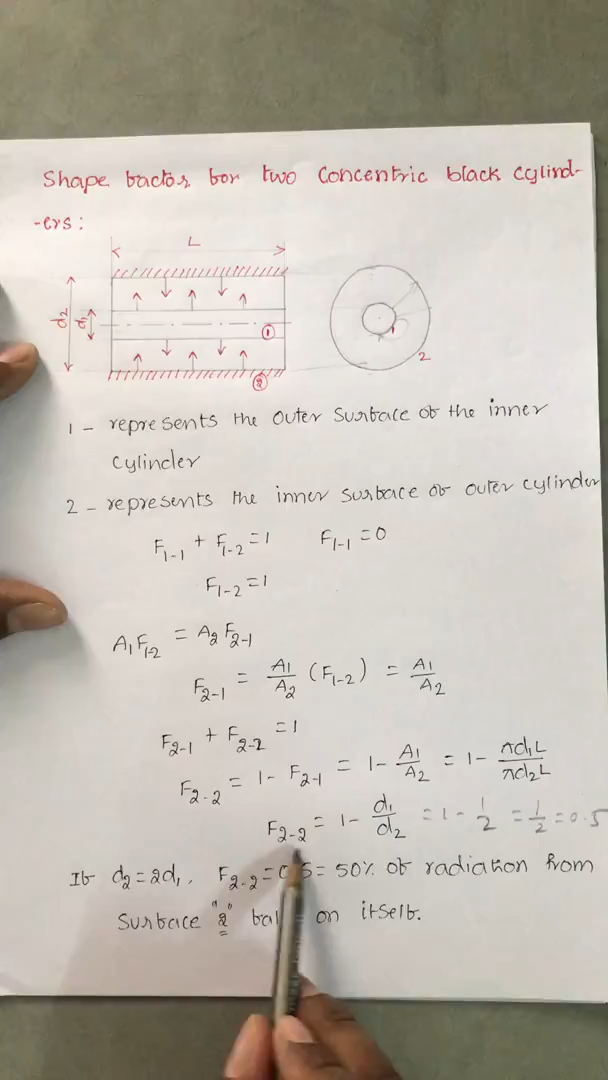 Shape factor for two concentric black cylind-
-ers:
L
d2 d1
① ②
1 2
1 - represents the outer surface of the inner
cylinder
2 - represents the inner surface of outer cylinder
F1-1 + F1-2 = 1 F1-1 = 0
F1-2 = 1
A1F1-2 = A2F2-1
F2-1 = A1/A2 (F1-2) = A1/A2
F2-1 + F2-2 = 1
F2-2 = 1 - F2-1 = 1 - A1/A2 = 1 - πd1L/πd2L
F2-2 = 1 - d1/d2 = 1 - 1/2 = 1/2 = 0.5
If d2 = 2d1, F2-2 = 0.5 = 50% of radiation from
surface "2" on itself.